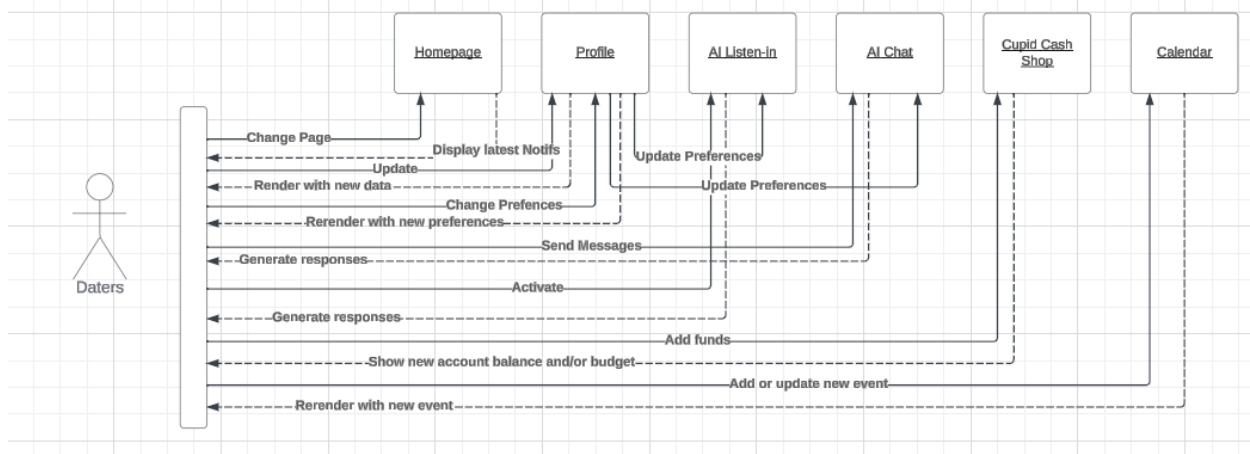 Homepage
Profile
AI Listen-in
AI Chat
Cupid Cash
Shop
Calendar
Change Page
Display latest Notifs
Update Preferences
Update
Render with new data
Update Preferences
Change Prefences
Rerender with new preferences
Send Messages
Generate responses
Activate
Daters
Generate responses
Add funds
Show new account balance and/or budget
Add or update new event
Rerender with new event